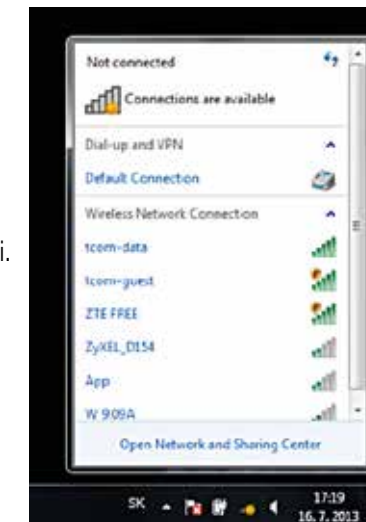 Not connected
Connections are available
Dial-up and VPN
Default Connection
Wireless Network Connection
tcom-data
tcom-guest
ZTE FREE
ZyXEL_D154
App
W 909A
Open Network and Sharing Center
i.
SK
17:19
16. 7. 2013